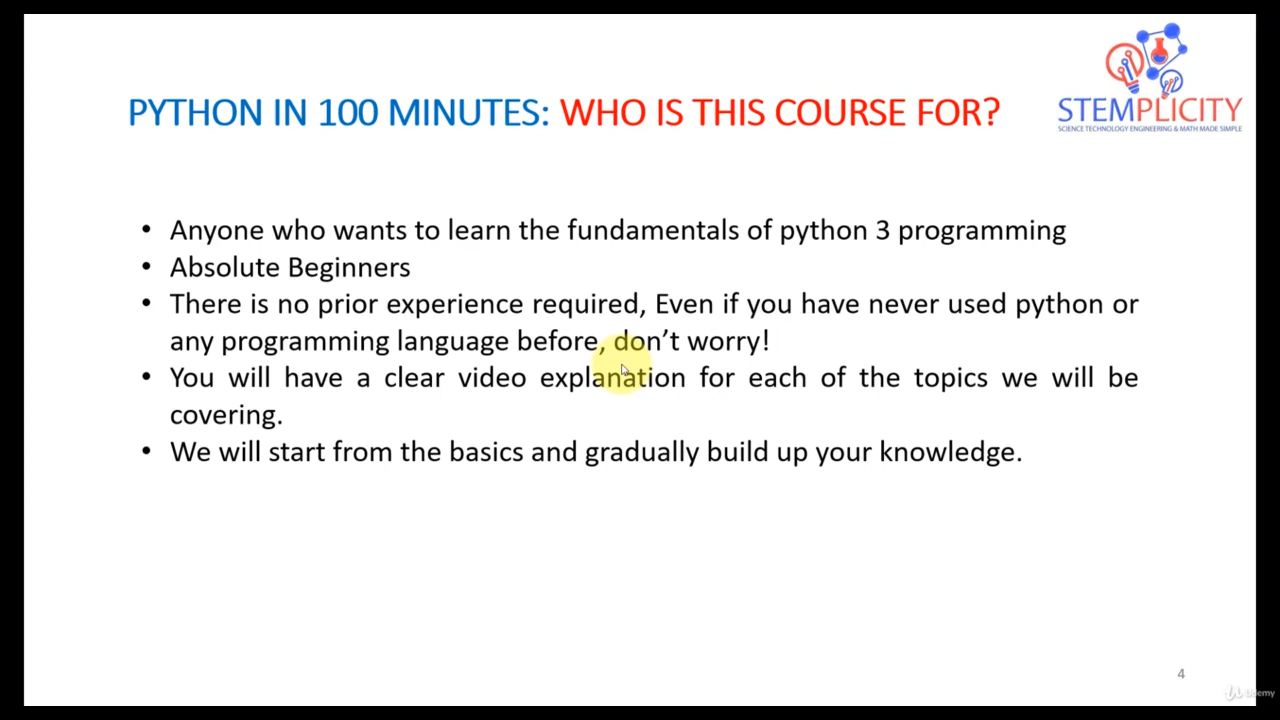 STEMPLICITY
SCIENCE TECHNOLOGY ENGINEERING & MATH MADE SIMPLE
PYTHON IN 100 MINUTES: WHO IS THIS COURSE FOR?
• Anyone who wants to learn the fundamentals of python 3 programming
• Absolute Beginners
• There is no prior experience required, Even if you have never used python or
any programming language before, don’t worry!
• You will have a clear video explanation for each of the topics we will be
covering.
• We will start from the basics and gradually build up your knowledge.
4
Udemy